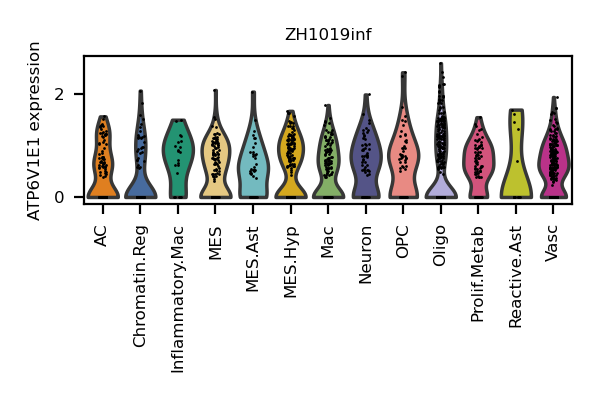 ZH1019inf
ATP6V1E1 expression
2
0
AC
Chromatin.Reg
Inflammatory.Mac
MES
MES.Ast
MES.Hyp
Mac
Neuron
OPC
Oligo
Prolif.Metab
Reactive.Ast
Vasc